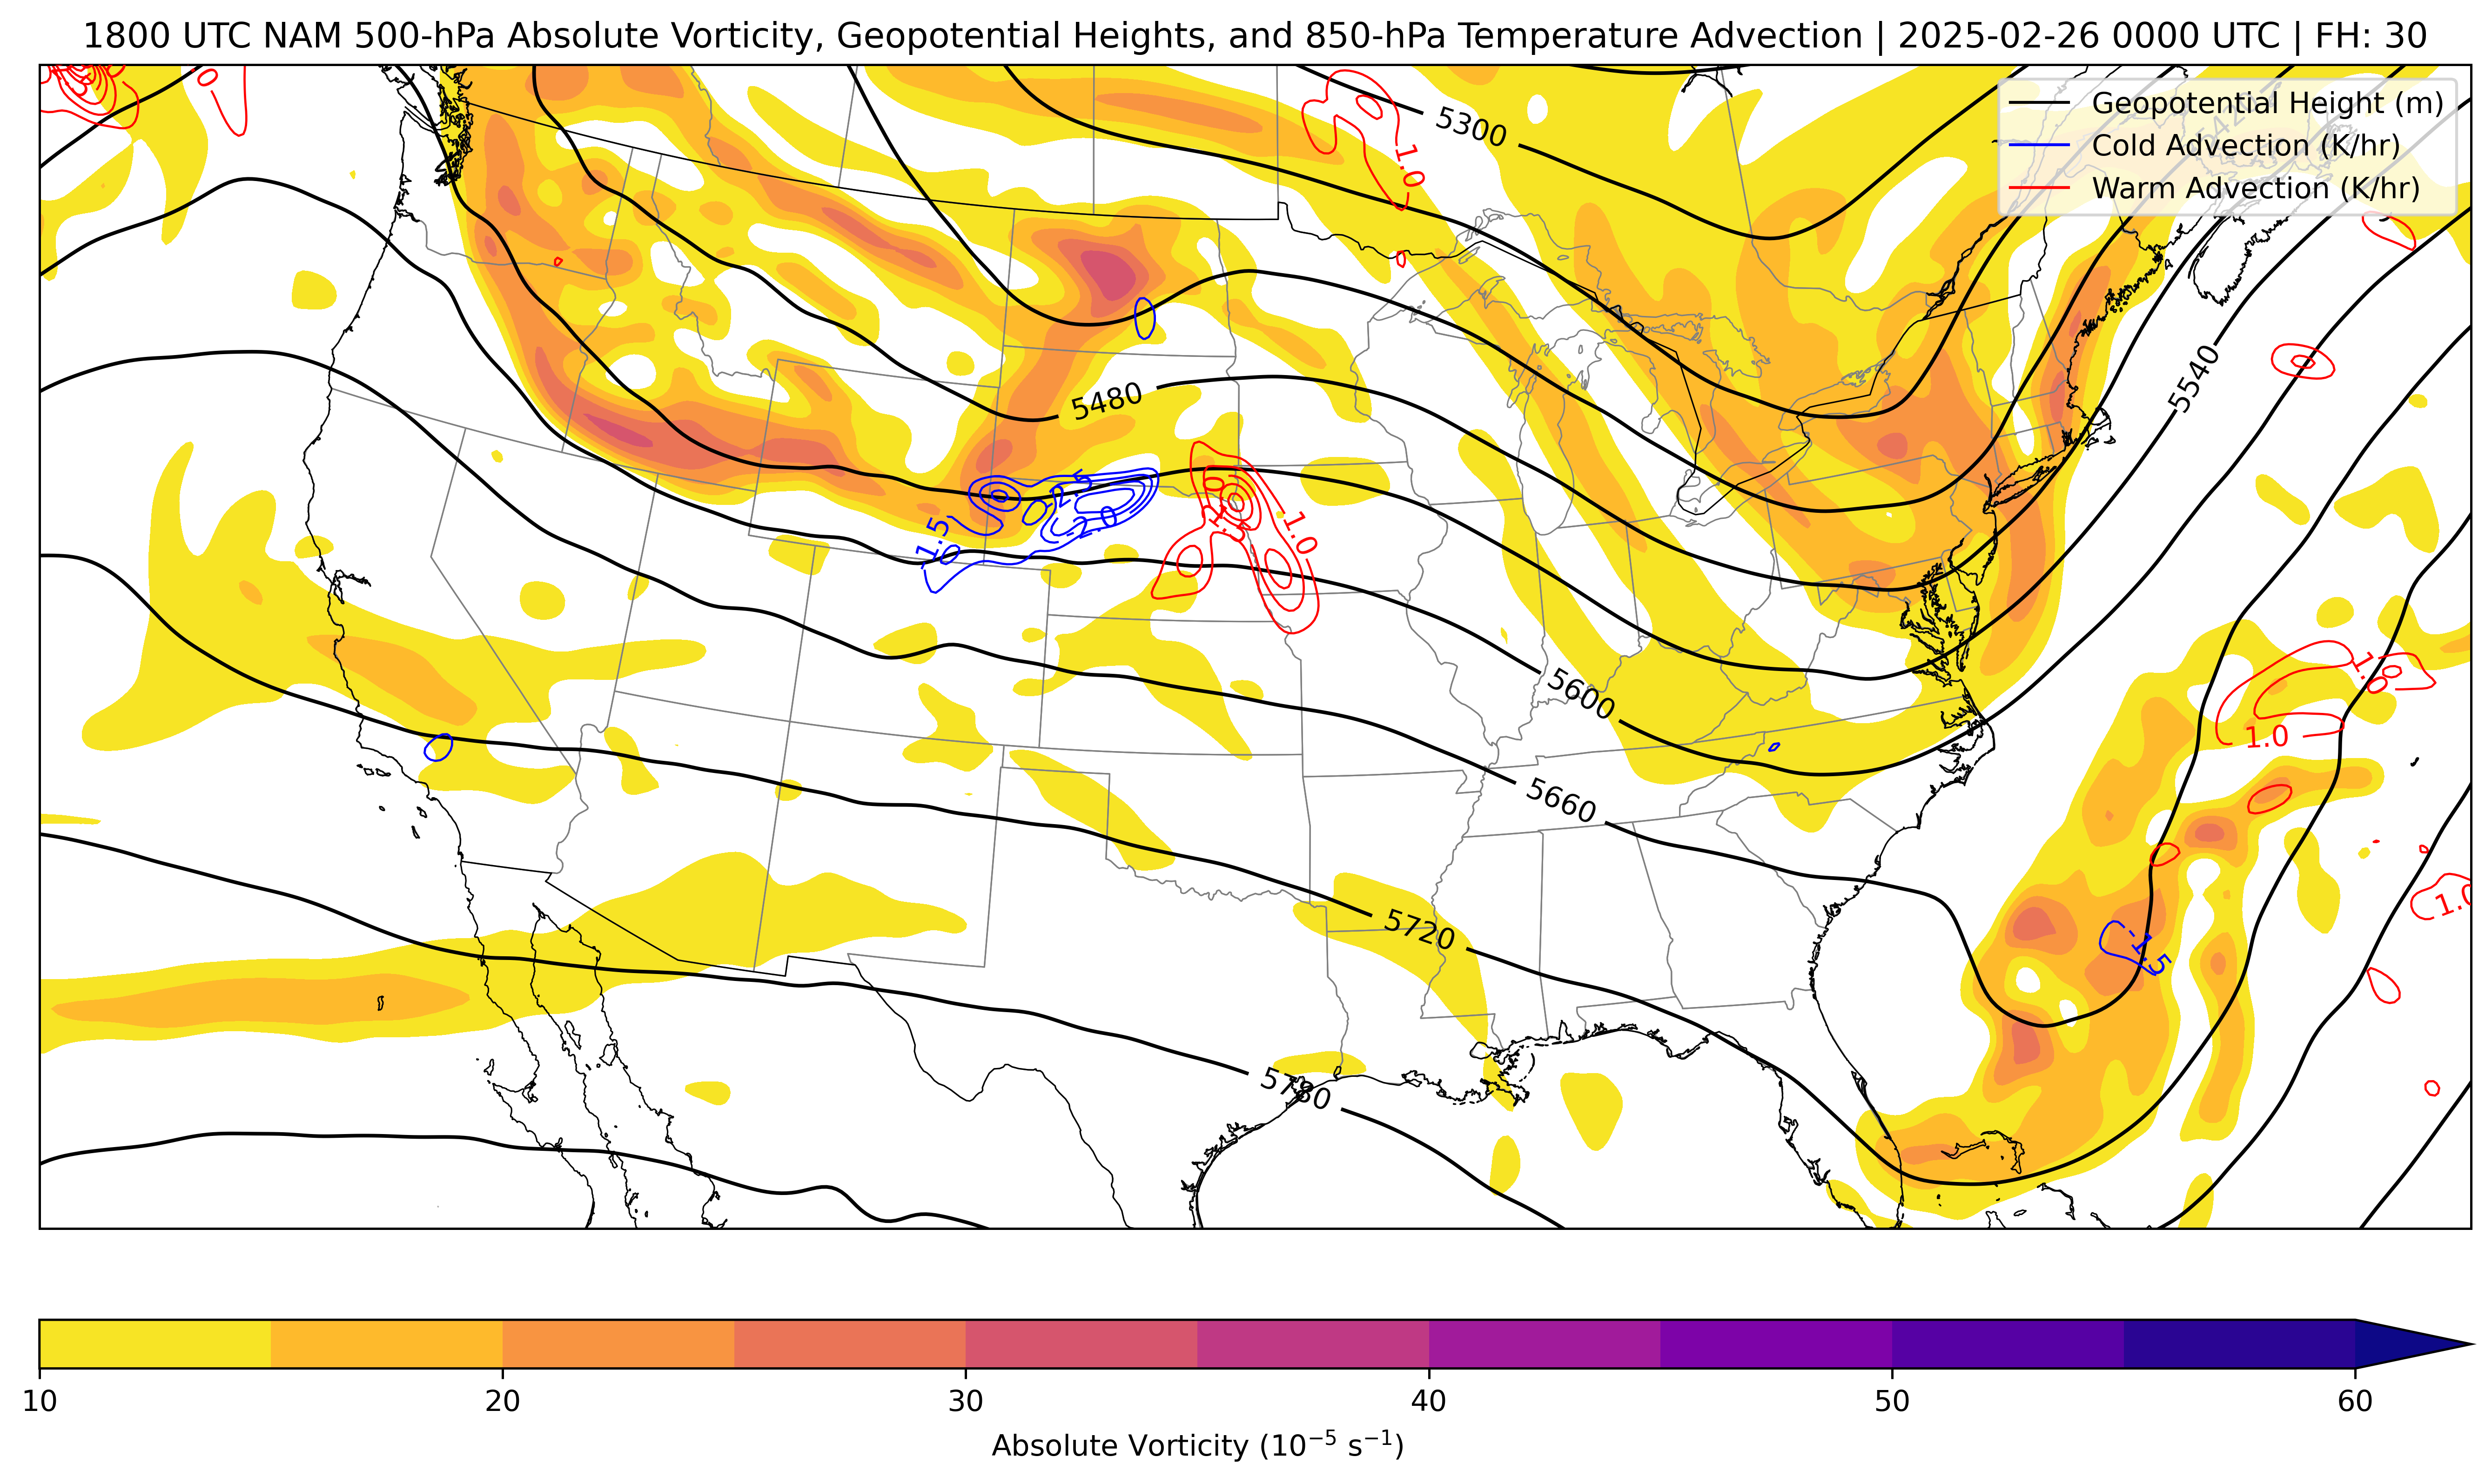 1800 UTC NAM 500-hPa Absolute Vorticity, Geopotential Heights, and 850-hPa Temperature Advection | 2025-02-26 0000 UTC | FH: 30
Geopotential Height (m)
Cold Advection (K/hr)
Warm Advection (K/hr)
5300
1.0
5540
5480
-2.5
-2.0
1.0
5600
1.0
1.0
1.0
5660
5720
-1.5
1.0
5780
10 20 30 40 50 60
Absolute Vorticity (10⁻⁵ s⁻¹)